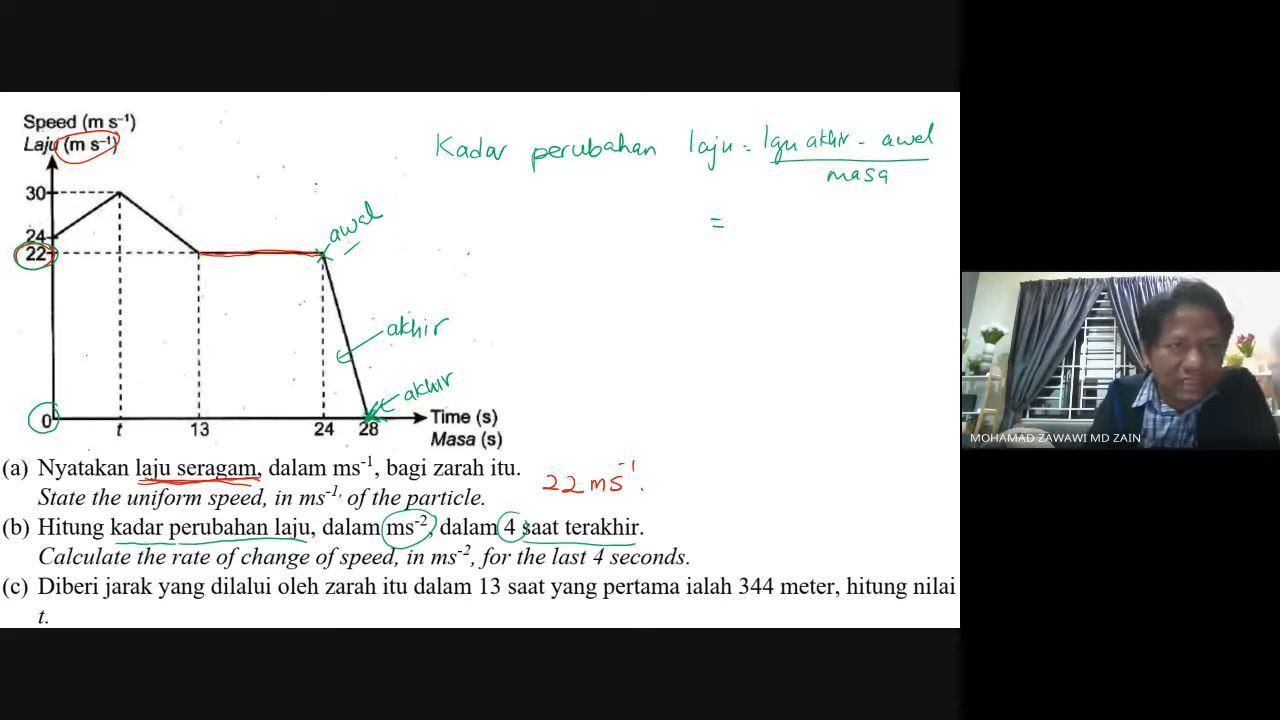 Speed (m s⁻¹)
Laju (m s⁻¹)
30
24
22
0
t
13
24
28
Time (s)
Masa (s)
awal
akhir
akhir
Kadar perubahan laju = laju akhir - awal
masa
=
(a) Nyatakan laju seragam, dalam ms⁻¹, bagi zarah itu.
State the uniform speed, in ms⁻¹, of the particle.
22 ms⁻¹.
(b) Hitung kadar perubahan laju, dalam ms⁻², dalam 4 saat terakhir.
Calculate the rate of change of speed, in ms⁻², for the last 4 seconds.
(c) Diberi jarak yang dilalui oleh zarah itu dalam 13 saat yang pertama ialah 344 meter, hitung nilai
t.
MOHAMAD ZAWAWI MD ZAIN